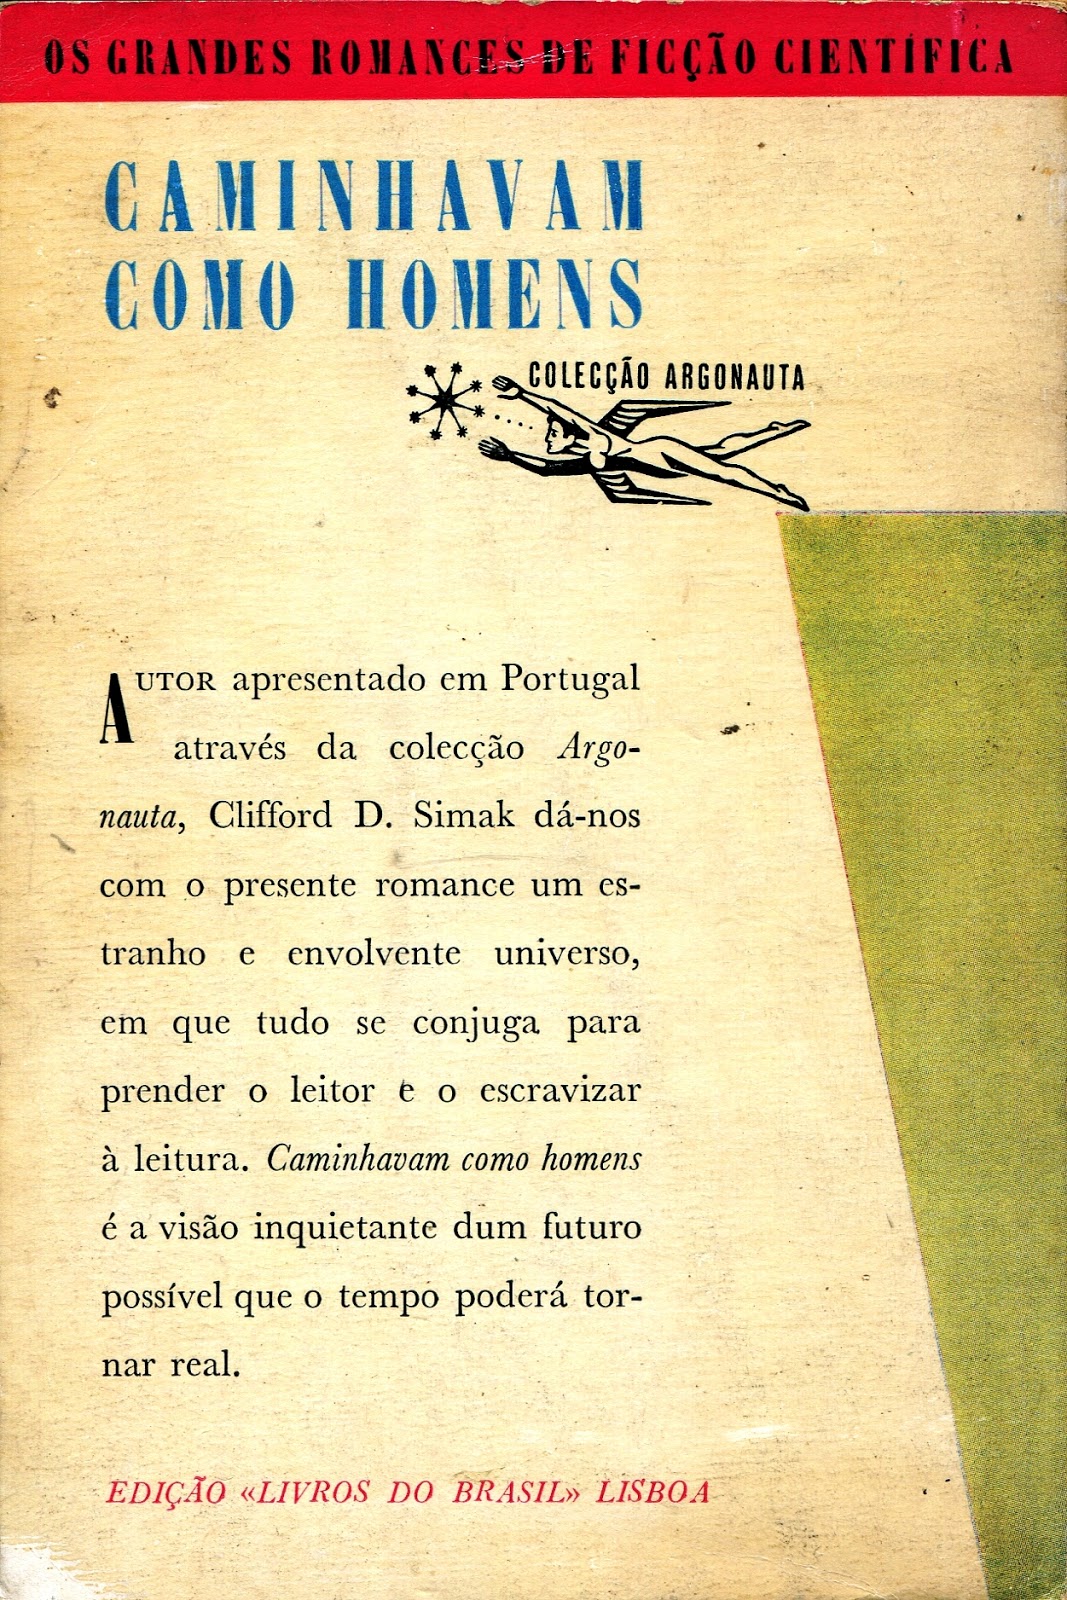 OS GRANDES ROMANCES DE FICÇÃO CIENTÍFICA
CAMINHAVAM
COMO HOMENS
COLECÇÃO ARGONAUTA
AUTOR apresentado em Portugal
através da colecção Argo-
nauta, Clifford D. Simak dá-nos
com o presente romance um es-
tranho e envolvente universo,
em que tudo se conjuga para
prender o leitor e o escravizar
à leitura. Caminhavam como homens
é a visão inquietante dum futuro
possível que o tempo poderá tor-
nar real.
EDIÇÃO «LIVROS DO BRASIL» LISBOA